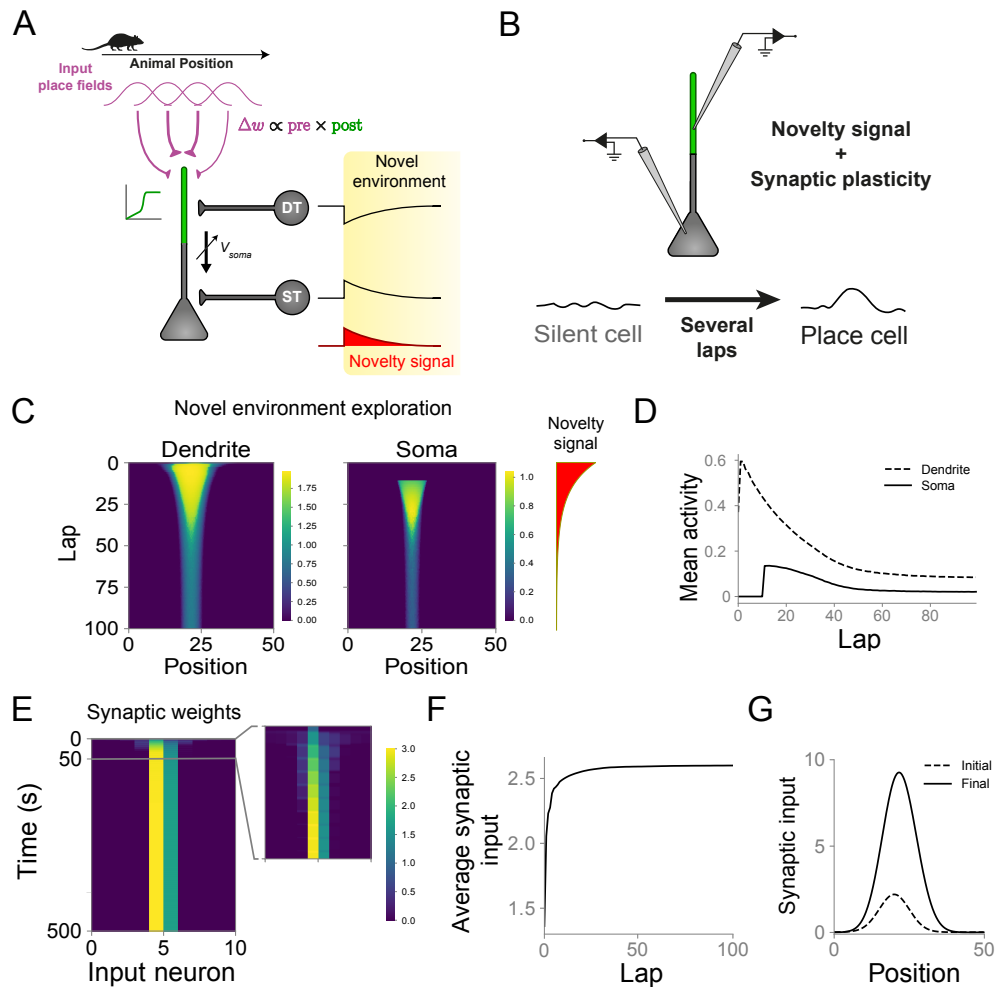 A
Animal Position
Input
place fields
Δw ∝ pre × post
Novel
environment
DT
V soma
ST
Novelty signal
B
Novelty signal
+
Synaptic plasticity
Silent cell
Several
laps
Place cell
C
Novel environment exploration
Dendrite
Soma
Novelty
signal
Lap
0
25
50
75
100
0
25
50
Position
1.75
1.50
1.25
1.00
0.75
0.50
0.25
0.00
0
25
50
Position
1.0
0.8
0.6
0.4
0.2
0.0
D
Mean activity
0.6
0.4
0.2
0
0
20
40
60
80
Lap
Dendrite
Soma
E
Synaptic weights
Time (s)
0
50
500
0
5
10
Input neuron
3.0
2.5
2.0
1.5
1.0
0.5
0.0
F
Average synaptic
input
2.5
2.0
1.5
0
50
100
Lap
G
Synaptic input
10
5
0
0
25
50
Position
Initial
Final